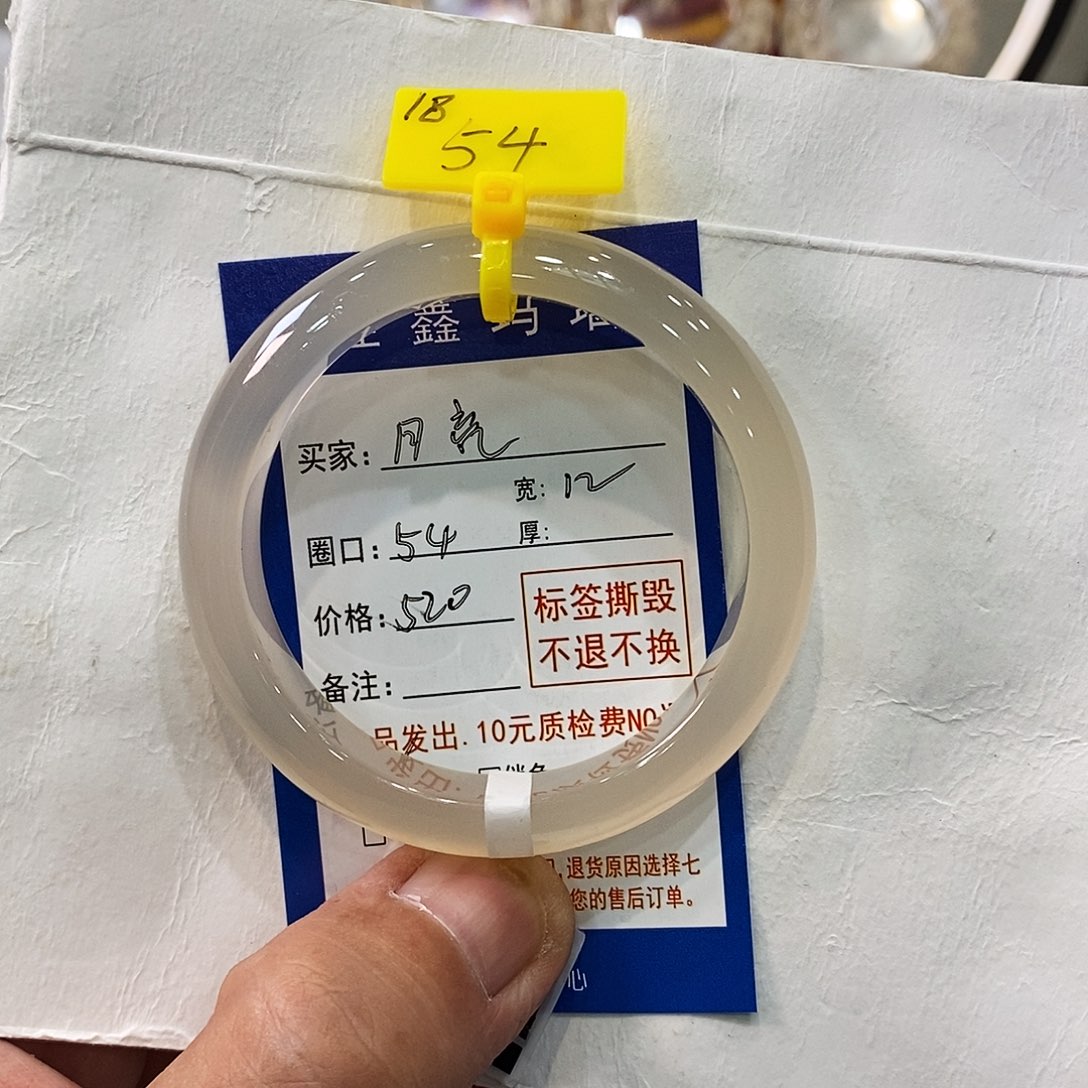 18
54
鑫玛
买家：月亮
宽：12
圈口：54 厚：
价格：520
标签撕毁
不退不换
备注：
品发出.10元质检费NO
退货原因选择七
您的售后订单。
心